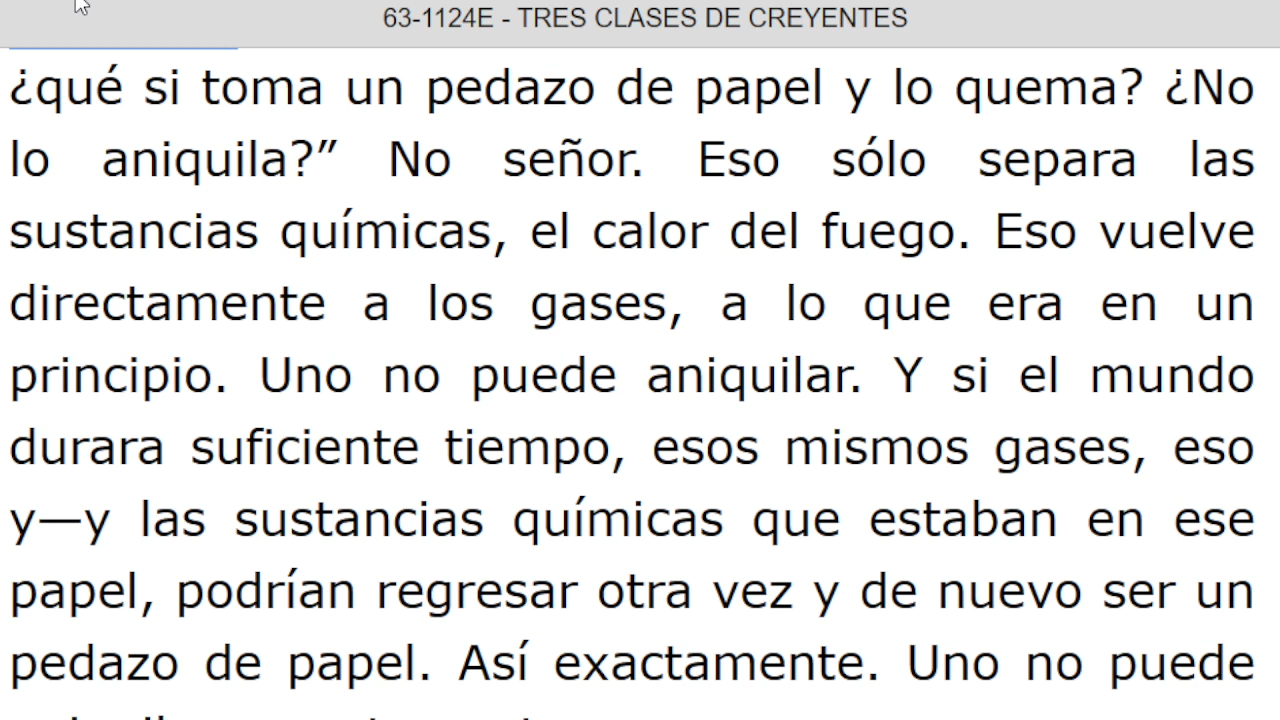 63-1124E - TRES CLASES DE CREYENTES
¿qué si toma un pedazo de papel y lo quema? ¿No
lo aniquila?” No señor. Eso sólo separa las
sustancias químicas, el calor del fuego. Eso vuelve
directamente a los gases, a lo que era en un
principio. Uno no puede aniquilar. Y si el mundo
durara suficiente tiempo, esos mismos gases, eso
y—y las sustancias químicas que estaban en ese
papel, podrían regresar otra vez y de nuevo ser un
pedazo de papel. Así exactamente. Uno no puede